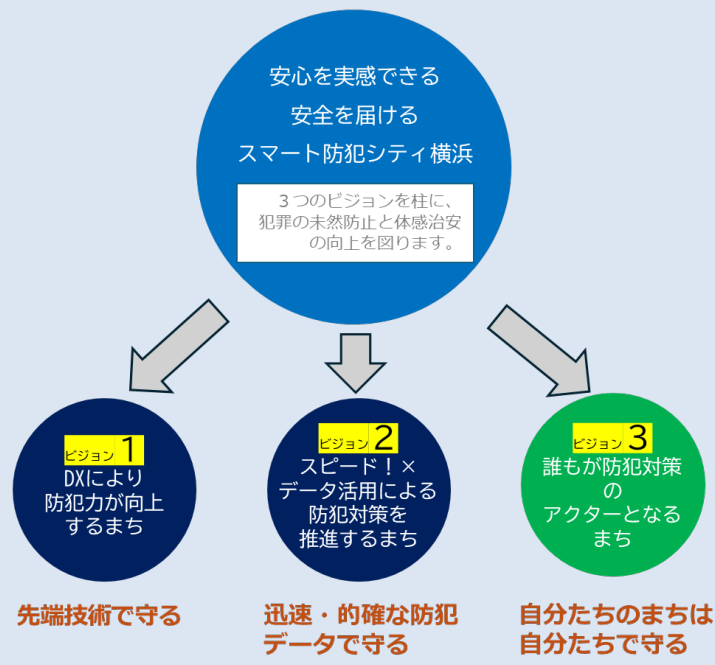 安心を実感できる
安全を届ける
スマート防犯シティ横浜
３つのビジョンを柱に、
犯罪の未然防止と体感治安
の向上を図ります。
ビジョン 1
DXにより
防犯力が向上
するまち
ビジョン 2
スピード！×
データ活用による
防犯対策を
推進するまち
ビジョン 3
誰もが防犯対策
の
アクターとなる
まち
先端技術で守る
迅速・的確な防犯
データで守る
自分たちのまちは
自分たちで守る